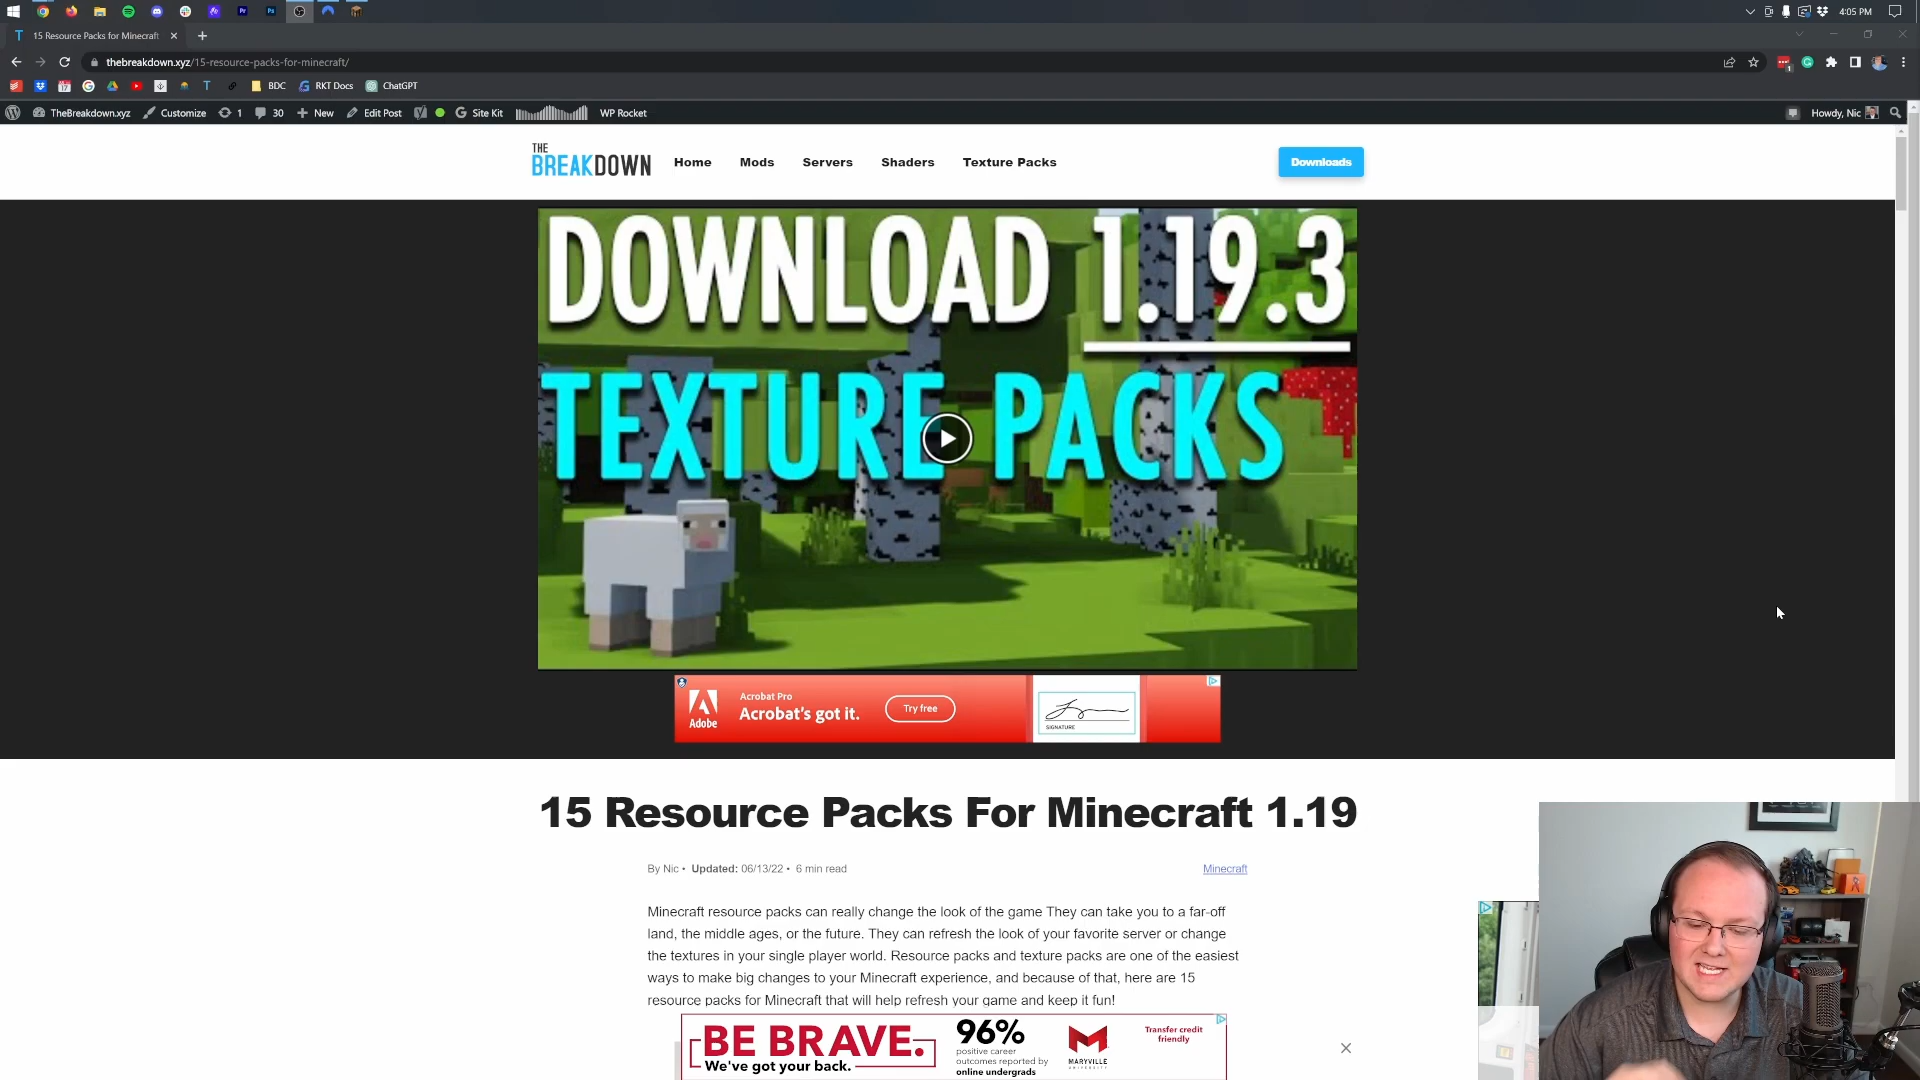 4:05 PM
15 Resource Packs for Minecraft
thebreakdown.xyz/15-resource-packs-for-minecraft/
BDC RKT Docs ChatGPT
TheBreakdown.xyz Customize 1 30 New Edit Post Site Kit WP Rocket Howdy, Nic
THE BREAKDOWN
Home Mods Servers Shaders Texture Packs Downloads
DOWNLOAD 1.19.3
TEXTURE PACKS
Adobe
Acrobat Pro
Acrobat's got it.
Try free
SIGNATURE
15 Resource Packs For Minecraft 1.19
By Nic • Updated: 06/13/22 • 6 min read
Minecraft
Minecraft resource packs can really change the look of the game They can take you to a far-off
land, the middle ages, or the future. They can refresh the look of your favorite server or change
the textures in your single player world. Resource packs and texture packs are one of the easiest
ways to make big changes to your Minecraft experience, and because of that, here are 15
resource packs for Minecraft that will help refresh your game and keep it fun!
BE BRAVE.
We've got your back.
96%
positive career
outcomes reported by
online undergrads
MARYVILLE
UNIVERSITY
Transfer credit
friendly